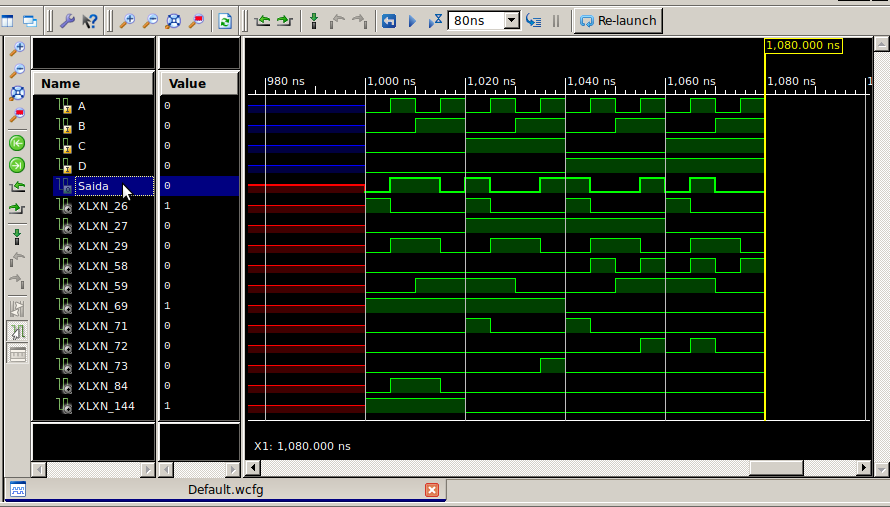 80ns
Re-launch
1,080.000 ns
Name
Value
980 ns
1,000 ns
1,020 ns
1,040 ns
1,060 ns
1,080 ns
A
0
B
0
C
0
D
0
Saida
0
XLXN_26
1
XLXN_27
0
XLXN_29
0
XLXN_58
0
XLXN_59
0
XLXN_69
1
XLXN_71
0
XLXN_72
0
XLXN_73
0
XLXN_84
0
XLXN_144
1
X1: 1,080.000 ns
Default.wcfg